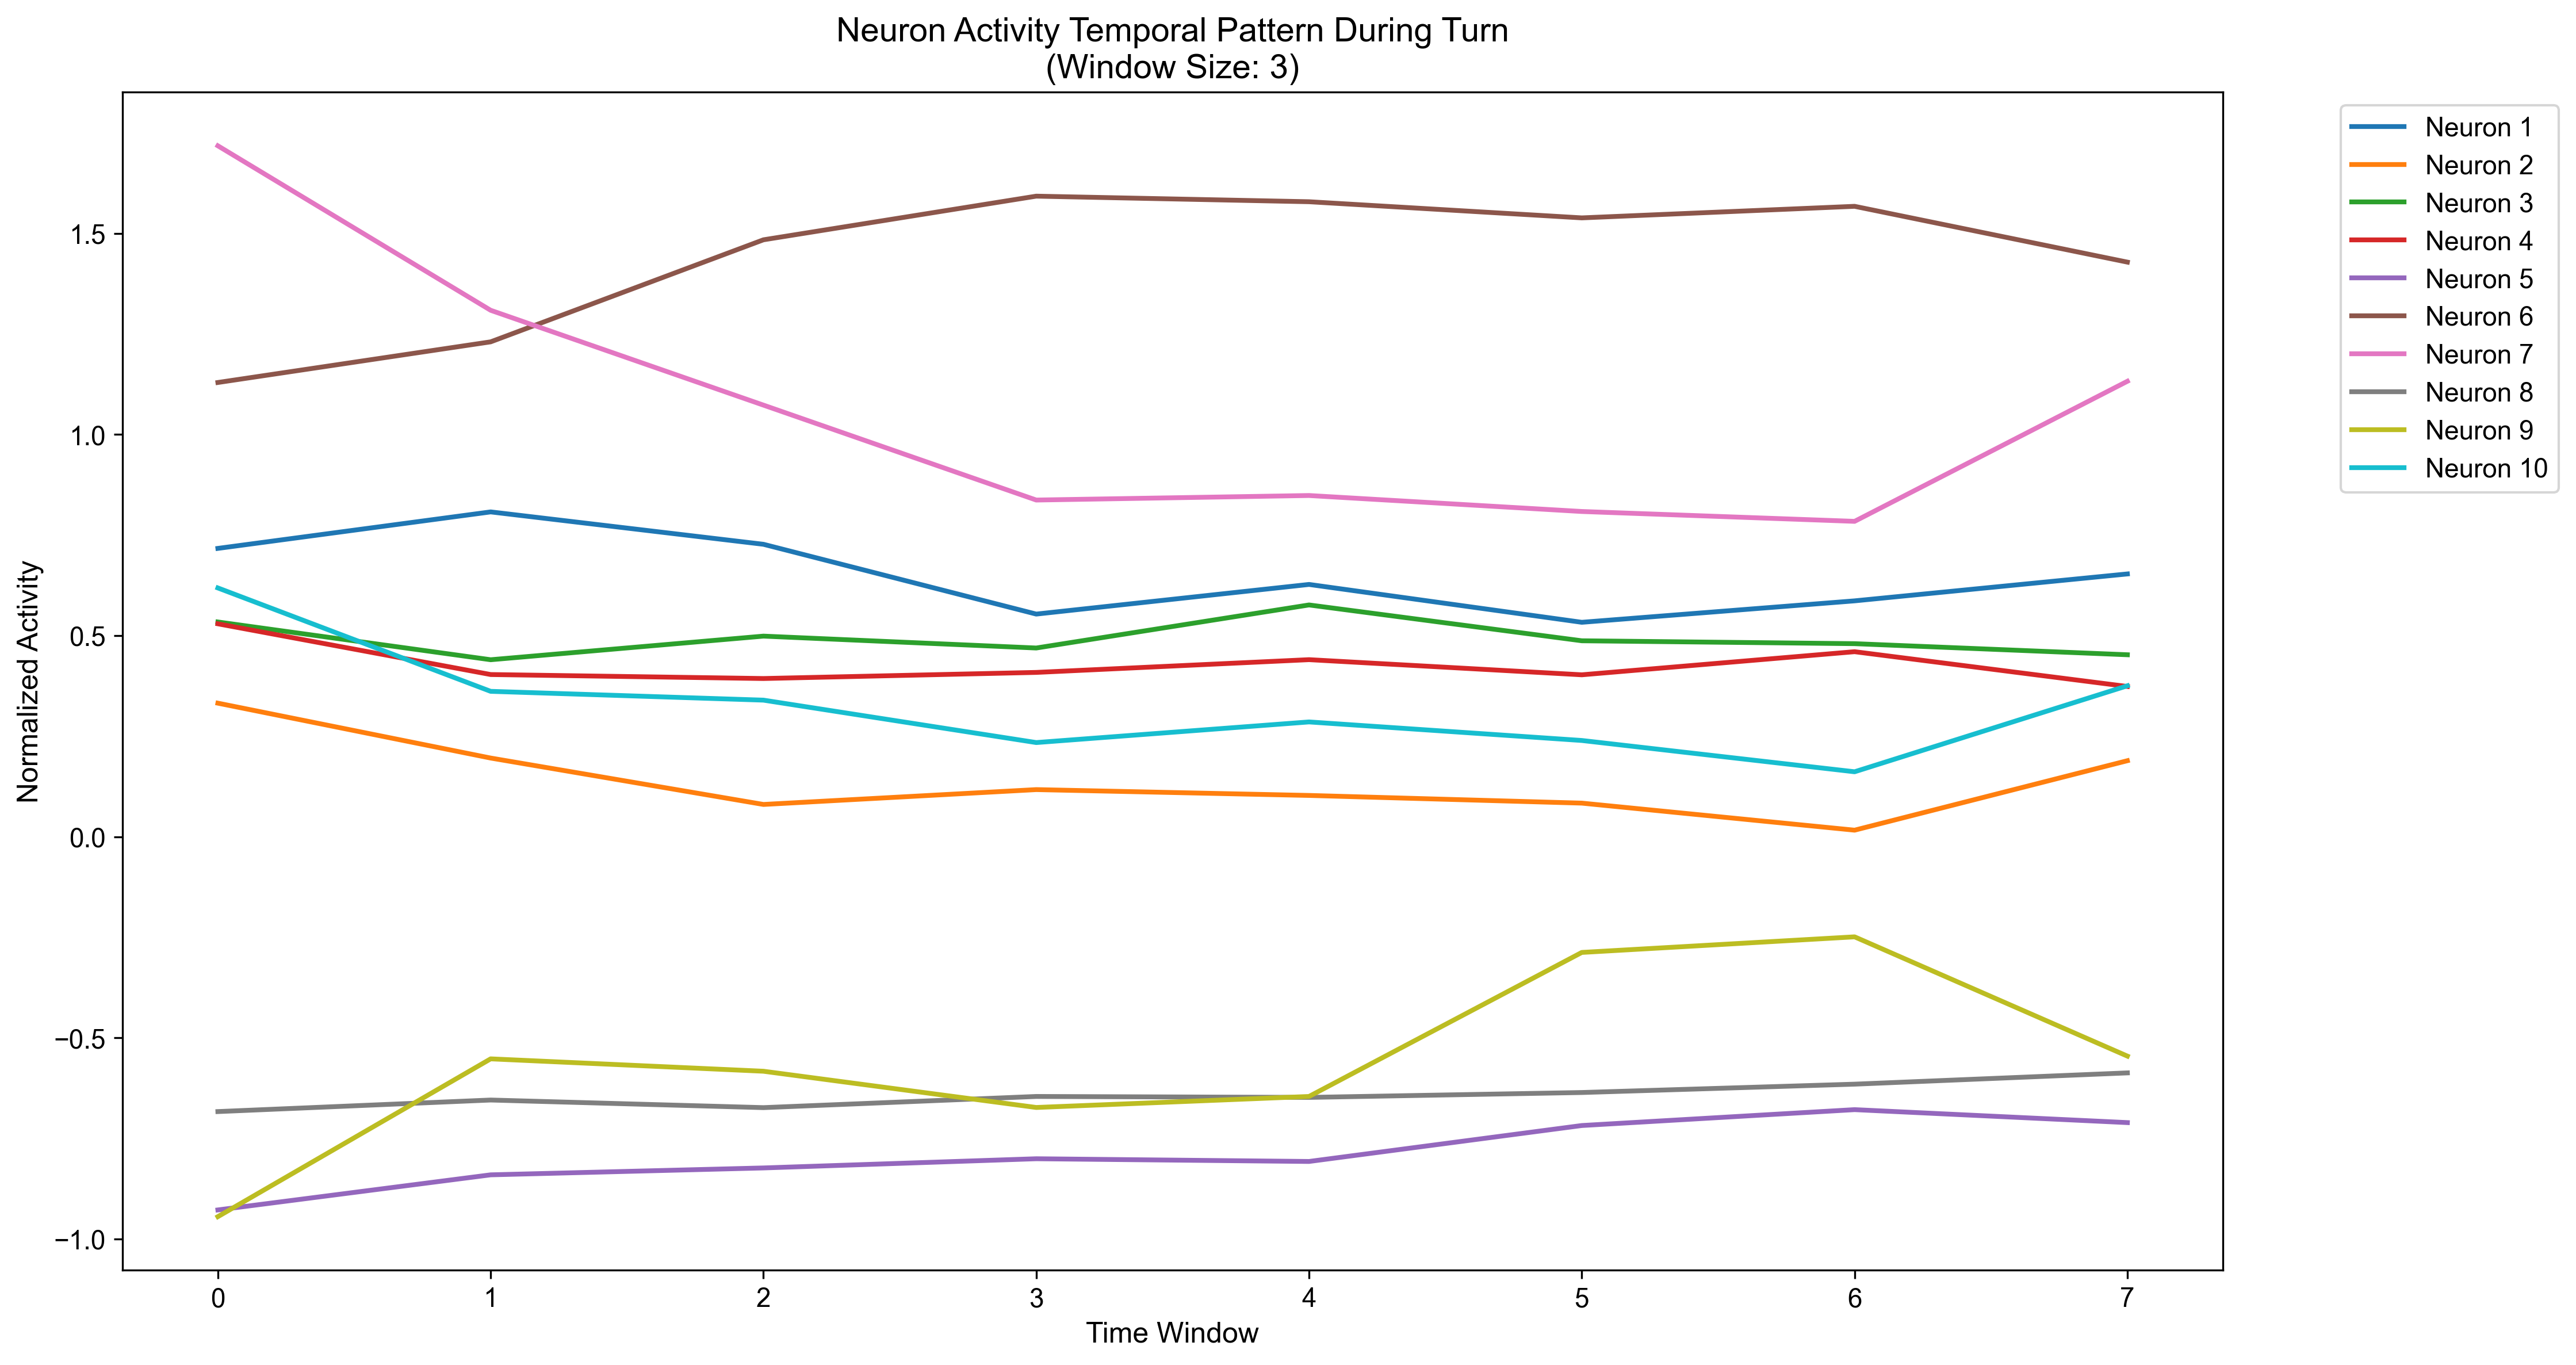 Neuron Activity Temporal Pattern During Turn
(Window Size: 3)
Normalized Activity
1.5
1.0
0.5
0.0
−0.5
−1.0
0 1 2 3 4 5 6 7
Time Window
Neuron 1
Neuron 2
Neuron 3
Neuron 4
Neuron 5
Neuron 6
Neuron 7
Neuron 8
Neuron 9
Neuron 10